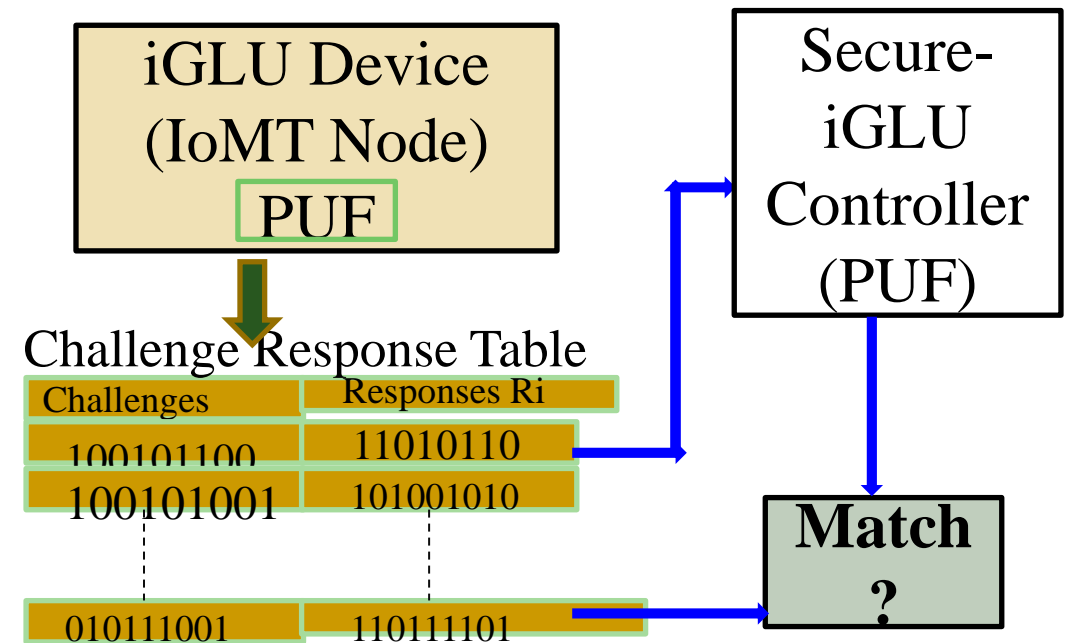 iGLU Device
(IoMT Node)
PUF
Secure-
iGLU
Controller
(PUF)
Challenge Response Table
Challenges Responses Ri
100101100 11010110
100101001 101001010
010111001 110111101
Match
?